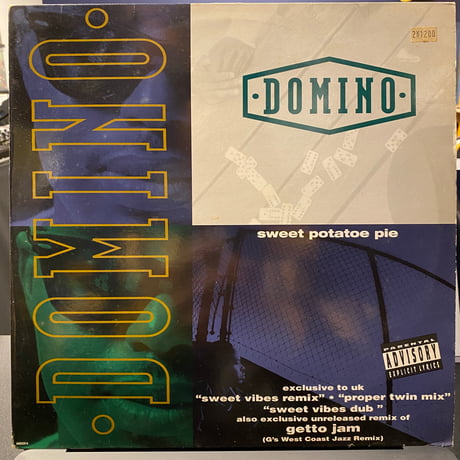 ·DOMINO·
2X1200
·DOMINO·
sweet potatoe pie
PARENTAL
ADVISORY
EXPLICIT LYRICS
exclusive to uk
"sweet vibes remix" • "proper twin mix"
"sweet vibes dub "
also exclusive unreleased remix of
getto jam
(G's West Coast Jazz Remix)